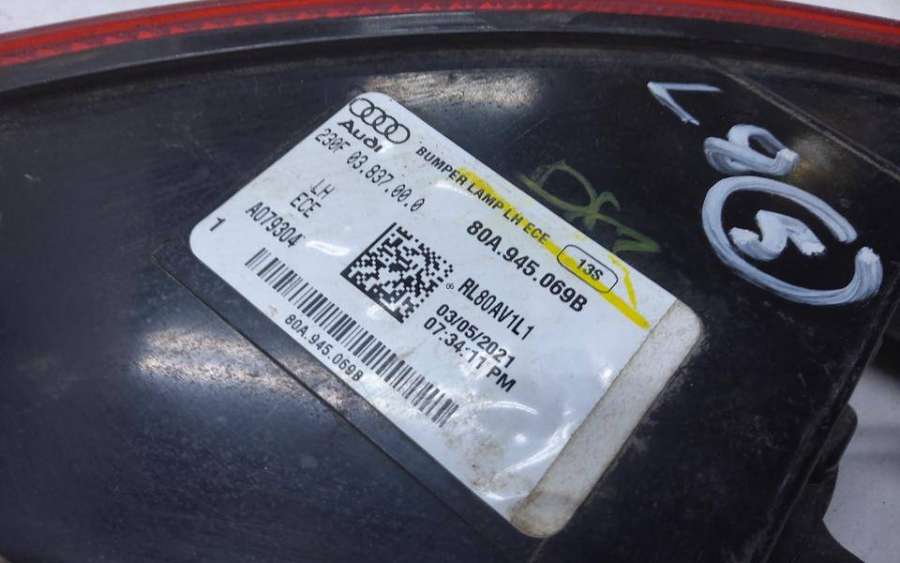 Audi
BUMPER LAMP LH ECE
230F 03.837.00.0
80A.945.069B
13S
LH
ECE
A079304
1
06
RL80AV1L1
03/05/2021
07:34:11 PM
80A.945.069B